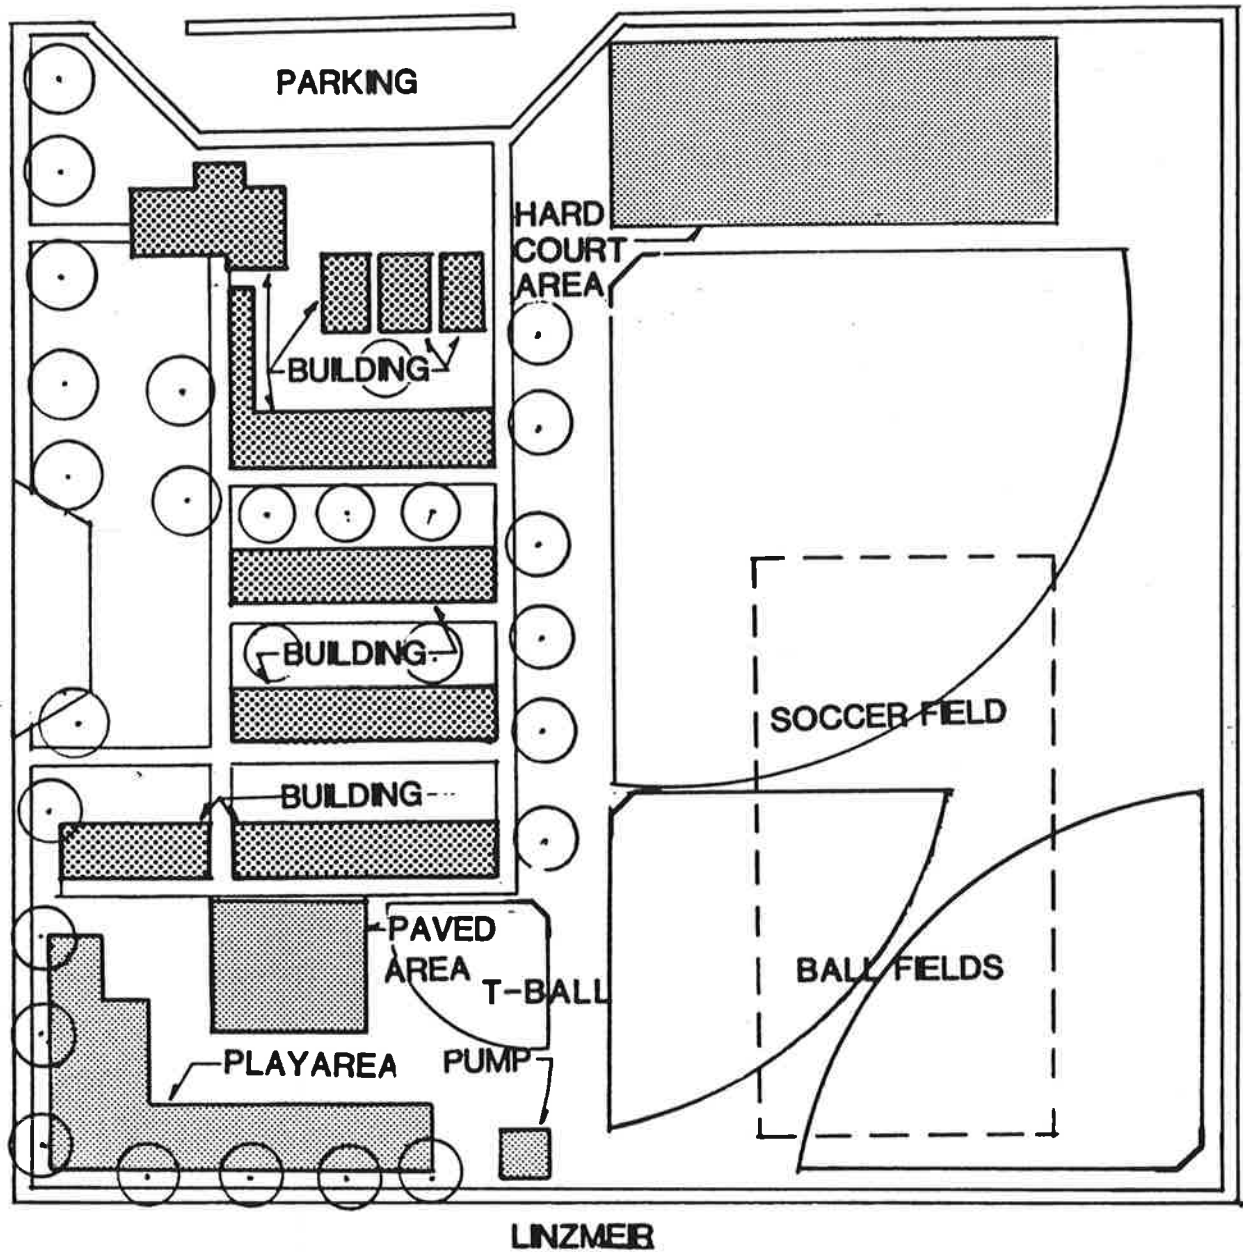 PARKING
HARD
COURT
AREA
BUILDING
BUILDING
SOCCER FIELD
BUILDING
PAVED
AREA
T-BALL
BALL FIELDS
PLAYAREA
PUMP
LINZMEIR